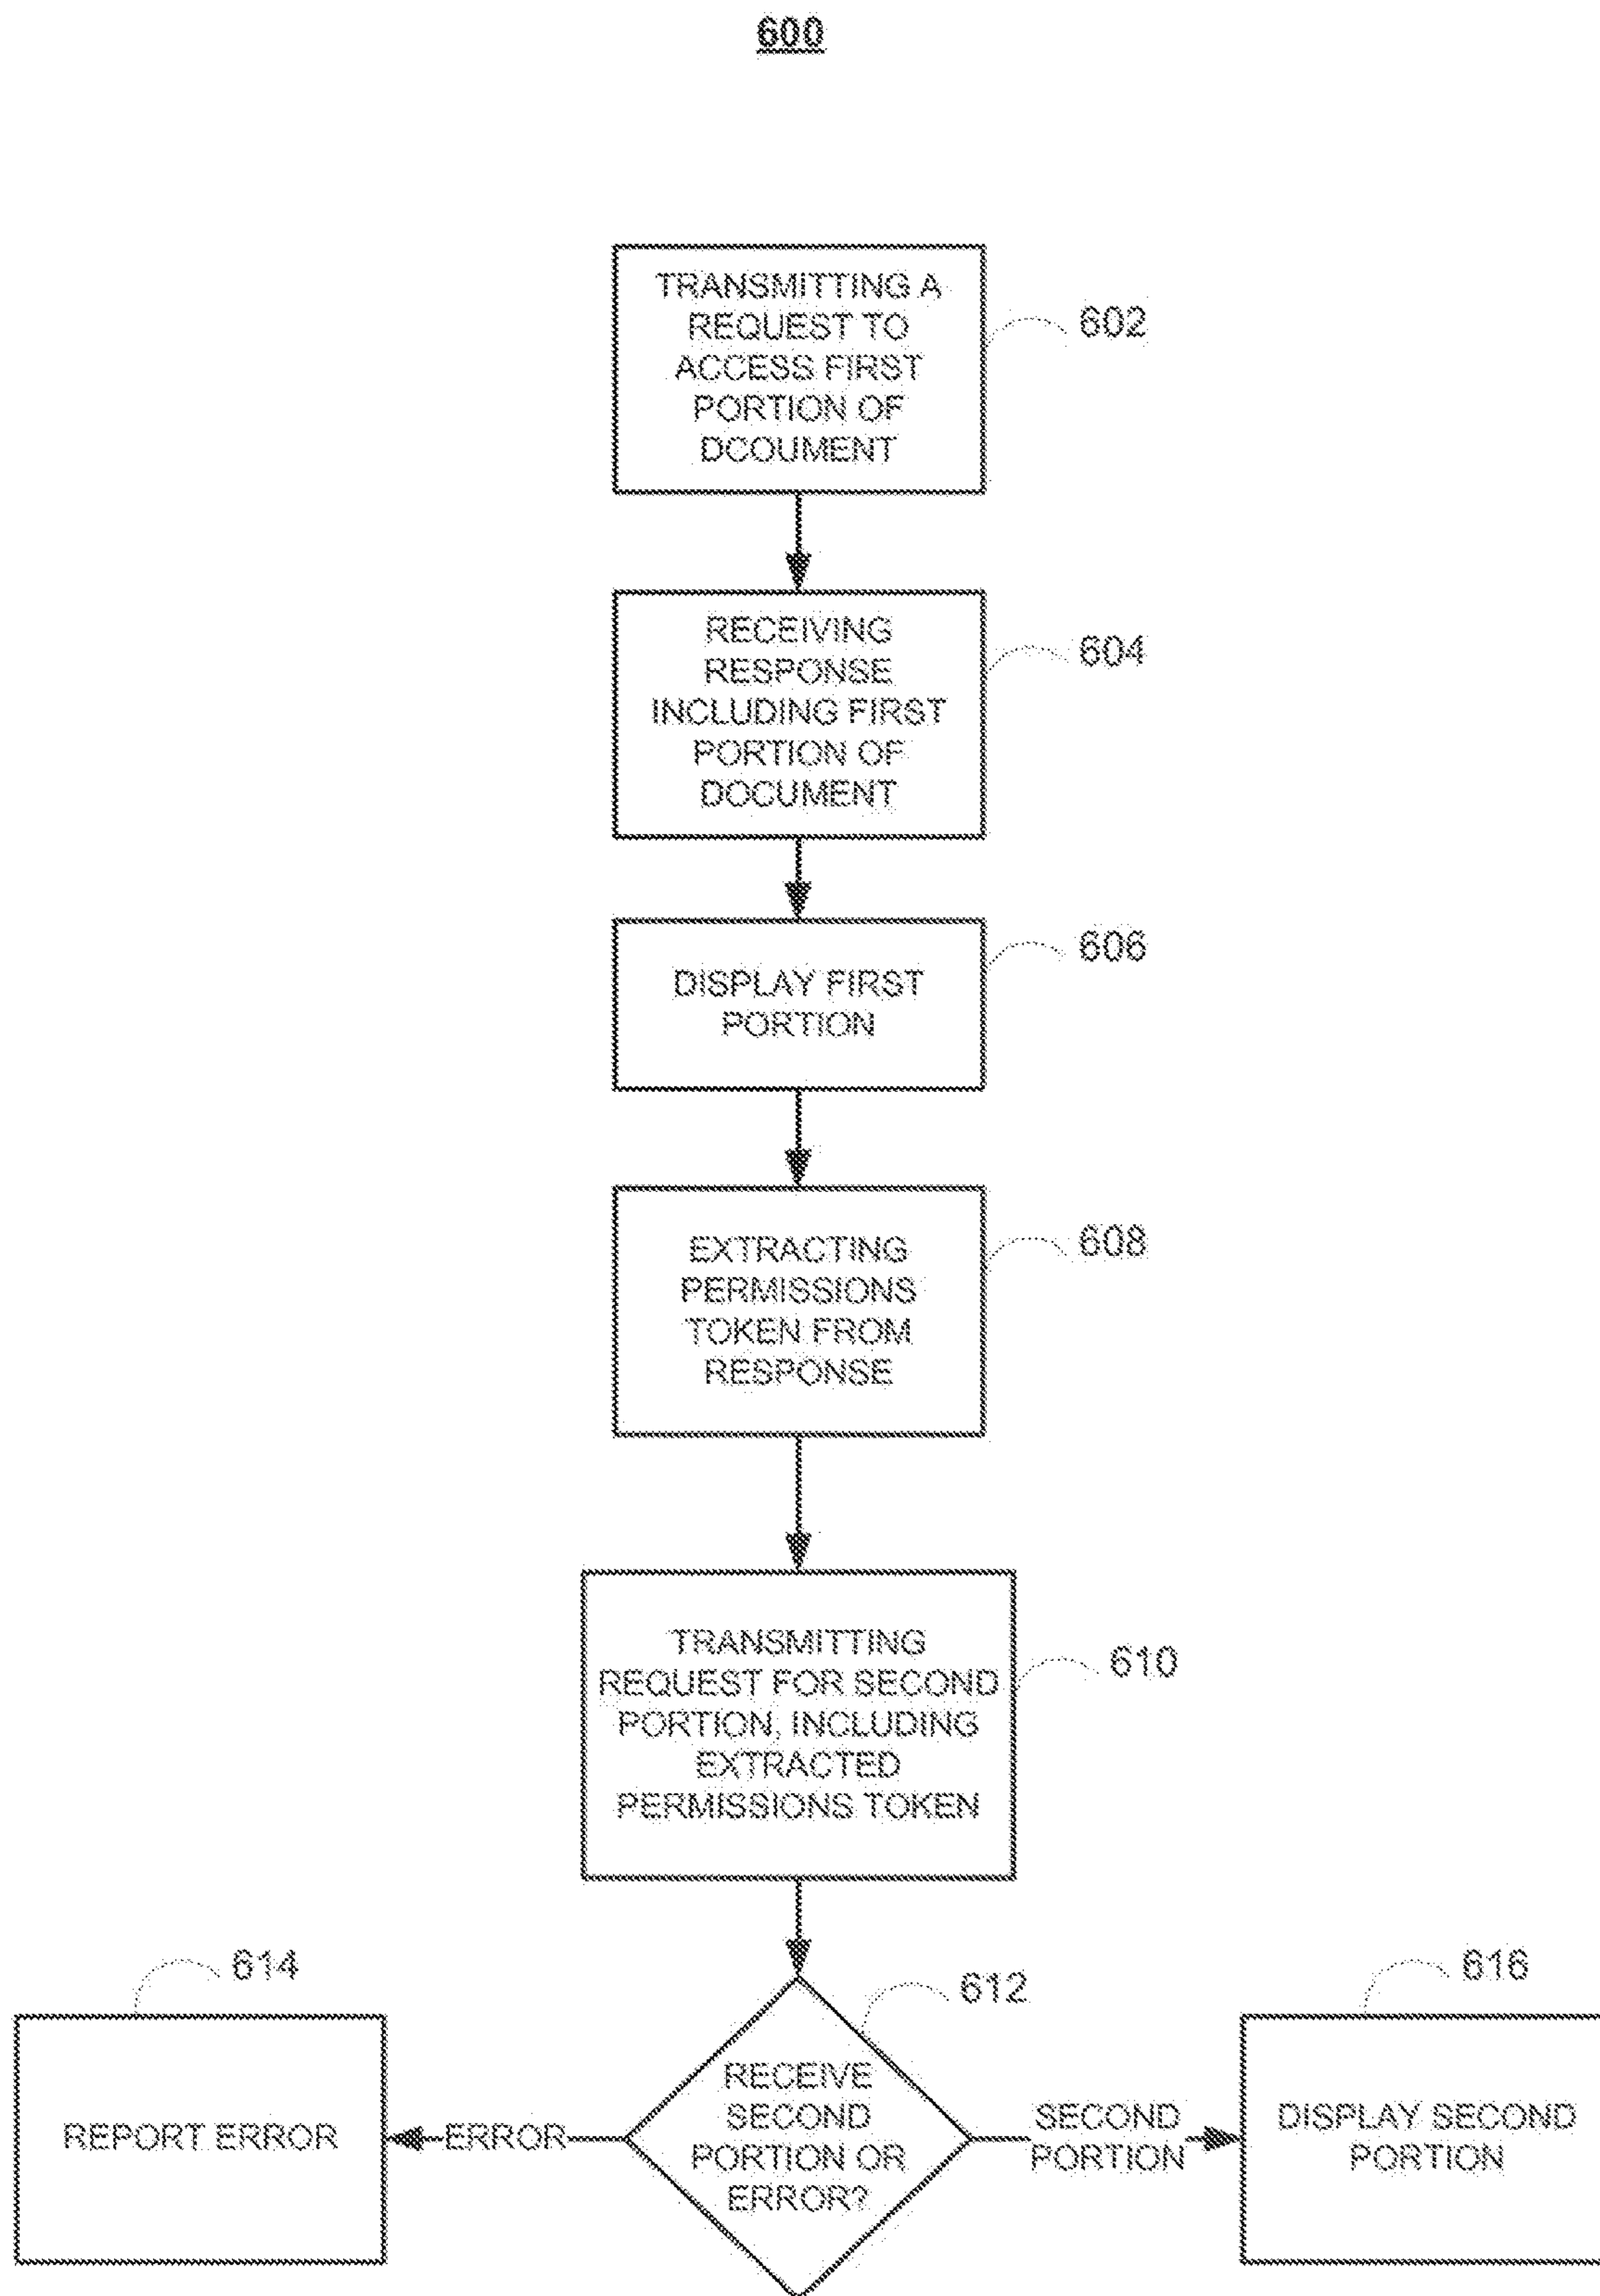 600
TRANSMITTING A
REQUEST TO
ACCESS FIRST
PORTION OF
DCOUMENT
602
RECEIVING
RESPONSE
INCLUDING FIRST
PORTION OF
DOCUMENT
604
DISPLAY FIRST
PORTION
606
EXTRACTING
PERMISSIONS
TOKEN FROM
RESPONSE
608
TRANSMITTING
REQUEST FOR SECOND
PORTION, INCLUDING
EXTRACTED
PERMISSIONS TOKEN
610
614
REPORT ERROR
ERROR
612
RECEIVE
SECOND
PORTION OR
ERROR?
SECOND
PORTION
616
DISPLAY SECOND
PORTION